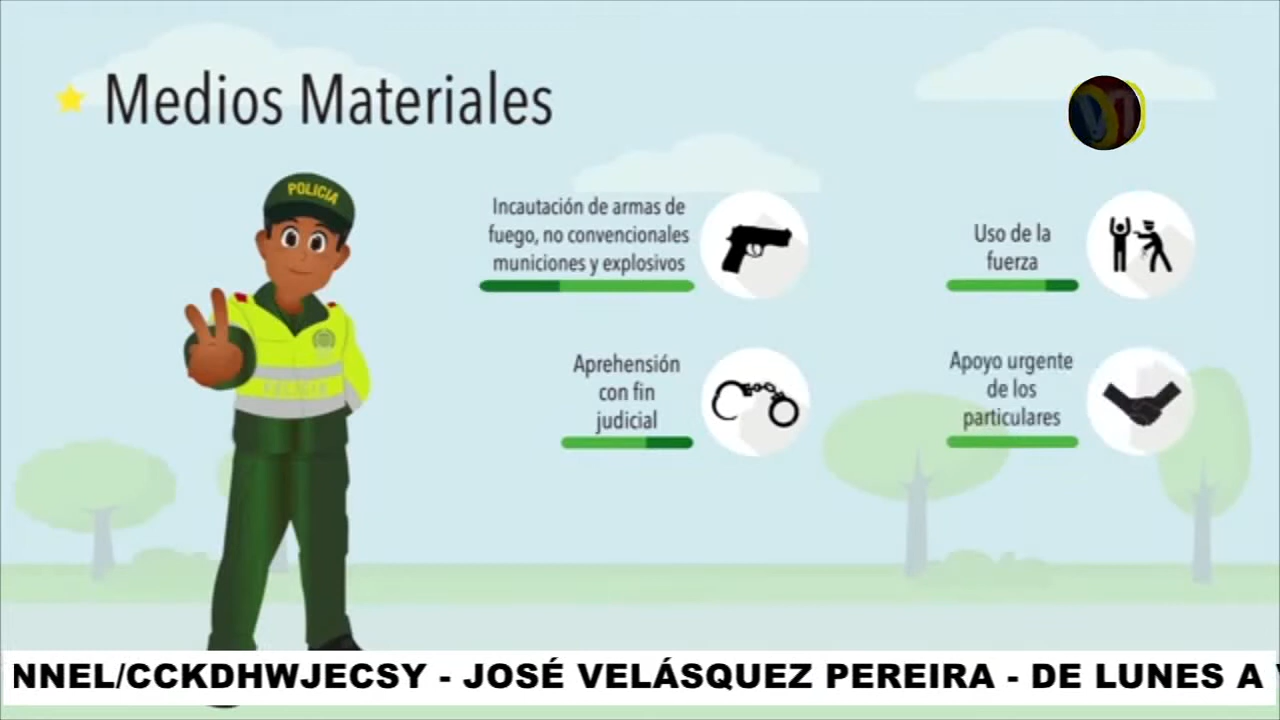 Medios Materiales
POLICÍA
Incautación de armas de
fuego, no convencionales
municiones y explosivos
Uso de la
fuerza
Aprehensión
con fin
judicial
Apoyo urgente
de los
particulares
NNEL/CCKDHWJECSY - JOSÉ VELÁSQUEZ PEREIRA - DE LUNES A